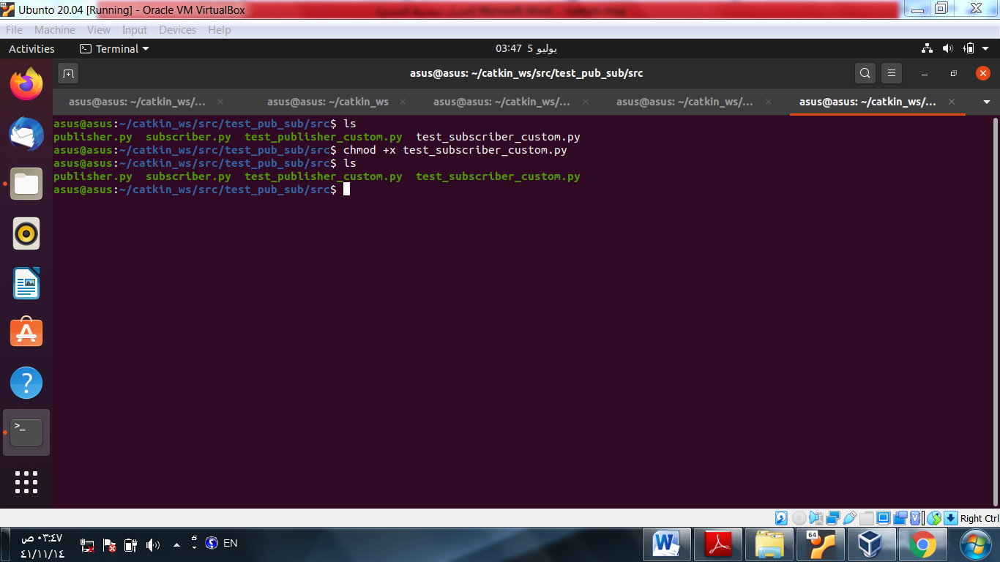 Ubunto 20.04 [Running] - Oracle VM VirtualBox
File Machine View Input Devices Help
Activities Terminal 03:47 5 يوليو
asus@asus: ~/catkin_ws/src/test_pub_sub/src
asus@asus: ~/catkin_ws/... asus@asus: ~/catkin_ws asus@asus: ~/catkin_ws/... asus@asus: ~/catkin_ws/... asus@asus: ~/catkin_ws/...
asus@asus:~/catkin_ws/src/test_pub_sub/src$ ls
publisher.py subscriber.py test_publisher_custom.py test_subscriber_custom.py
asus@asus:~/catkin_ws/src/test_pub_sub/src$ chmod +x test_subscriber_custom.py
asus@asus:~/catkin_ws/src/test_pub_sub/src$ ls
publisher.py subscriber.py test_publisher_custom.py test_subscriber_custom.py
asus@asus:~/catkin_ws/src/test_pub_sub/src$
Right Ctrl
٠٣:٤٧ ص
٤١/١١/١٤
EN
64